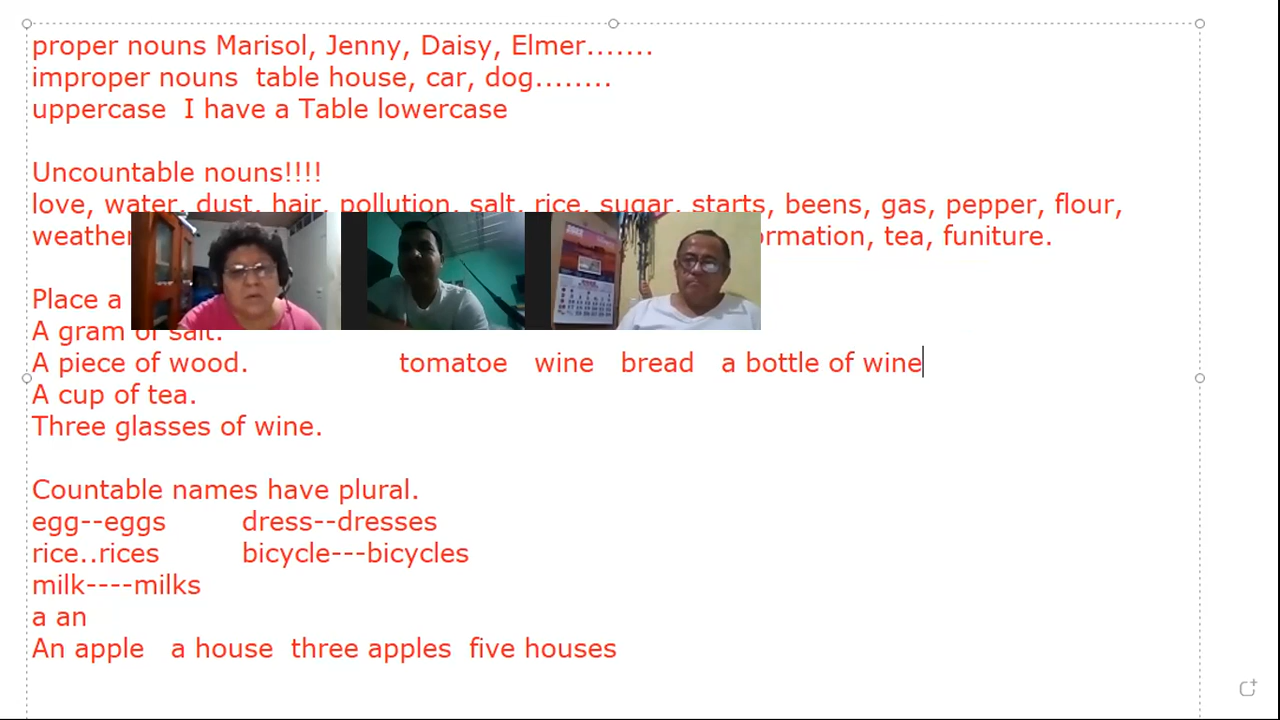 proper nouns Marisol, Jenny, Daisy, Elmer.......
improper nouns  table house, car, dog........
uppercase  I have a Table lowercase
Uncountable nouns!!!!
love, water, dust, hair, pollution, salt, rice, sugar, starts, beens, gas, pepper, flour,
weather tea, funiture.
Place a
A gram of salt.
A piece of wood. tomatoe wine bread a bottle of wine
A cup of tea.
Three glasses of wine.
Countable names have plural.
egg--eggs dress--dresses
rice..rices bicycle---bicycles
milk----milks
a an
An apple a house three apples five houses